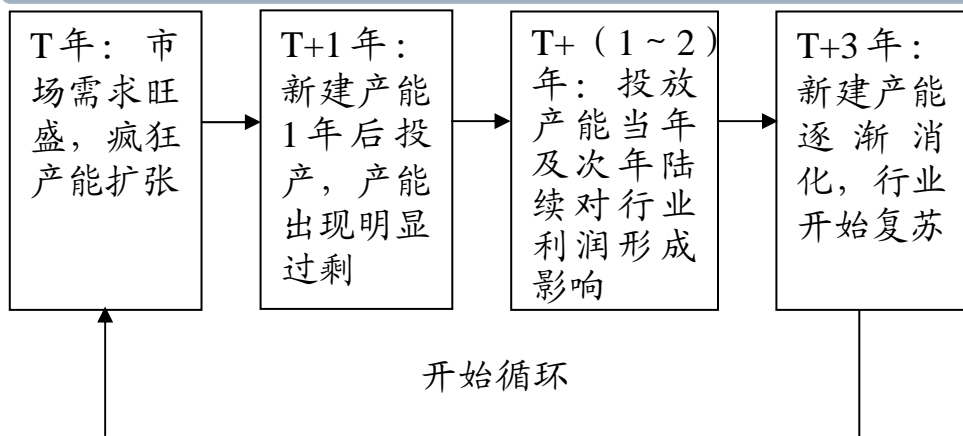 T年：市
场需求旺
盛，疯狂
产能扩张
T+1年：
新建产能
1年后投
产，产能
出现明显
过剩
T+（1~2）
年：投放
产能当年
及次年陆
续对行业
利润形成
影响
T+3年：
新建产能
逐渐消
化，行业
开始复苏
开始循环